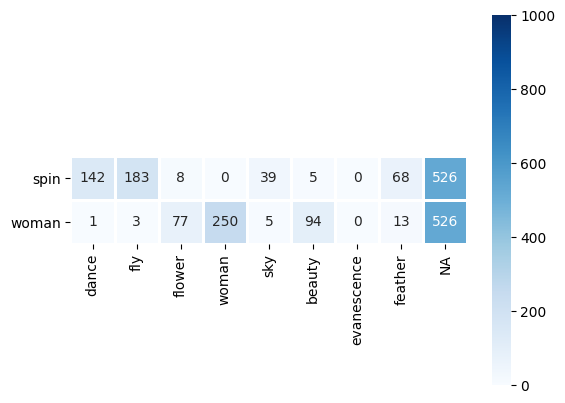 1000
800
600
400
200
0
spin 142 183 8 0 39 5 0 68 526
woman 1 3 77 250 5 94 0 13 526
dance fly flower woman sky beauty evanescence feather NA